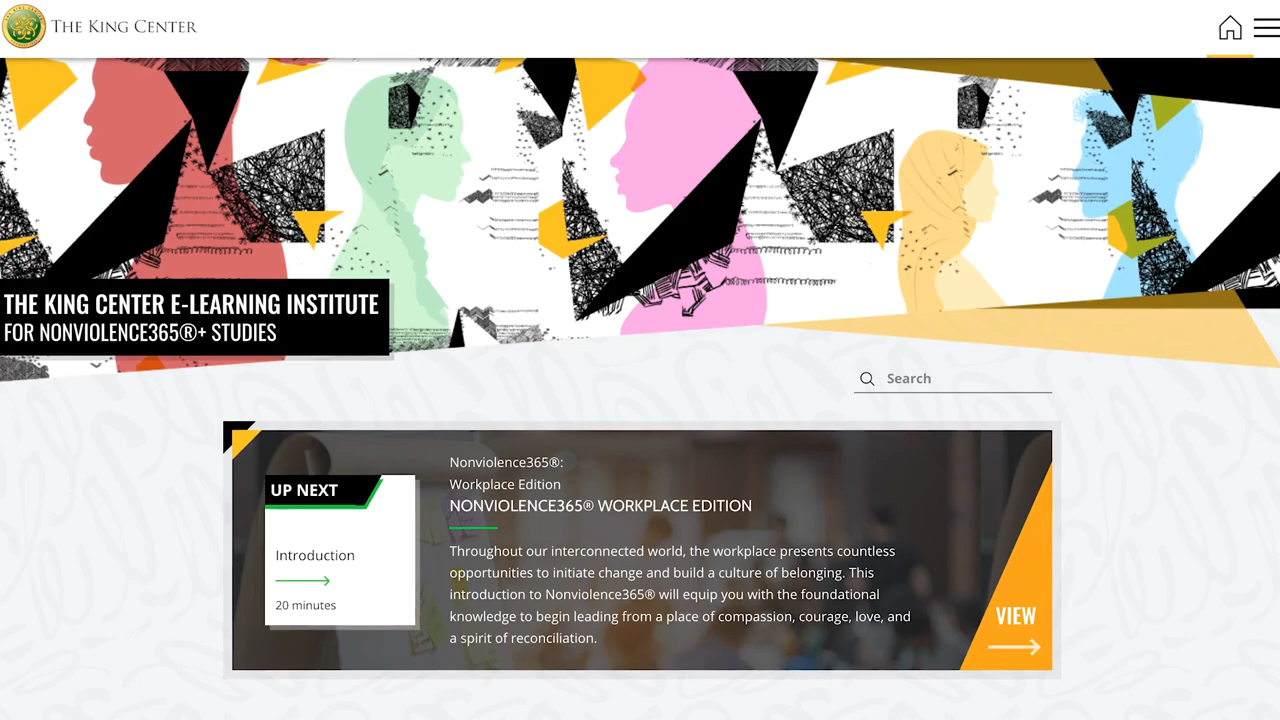 THE KING CENTER
THE KING CENTER E-LEARNING INSTITUTE
FOR NONVIOLENCE365®+ STUDIES
Search
UP NEXT
Introduction
20 minutes
Nonviolence365®:
Workplace Edition
NONVIOLENCE365® WORKPLACE EDITION
Throughout our interconnected world, the workplace presents countless
opportunities to initiate change and build a culture of belonging. This
introduction to Nonviolence365® will equip you with the foundational
knowledge to begin leading from a place of compassion, courage, love, and
a spirit of reconciliation.
VIEW